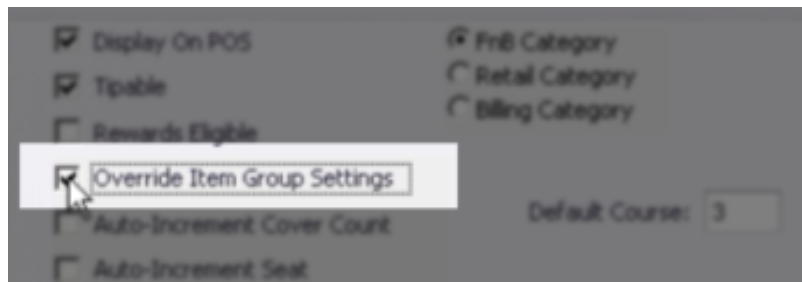 Display On POS
FnB Category
Tipable
Retail Category
Billing Category
Rewards Eligible
Override Item Group Settings
Auto-Increment Cover Count
Default Course: 3
Auto-Increment Seat